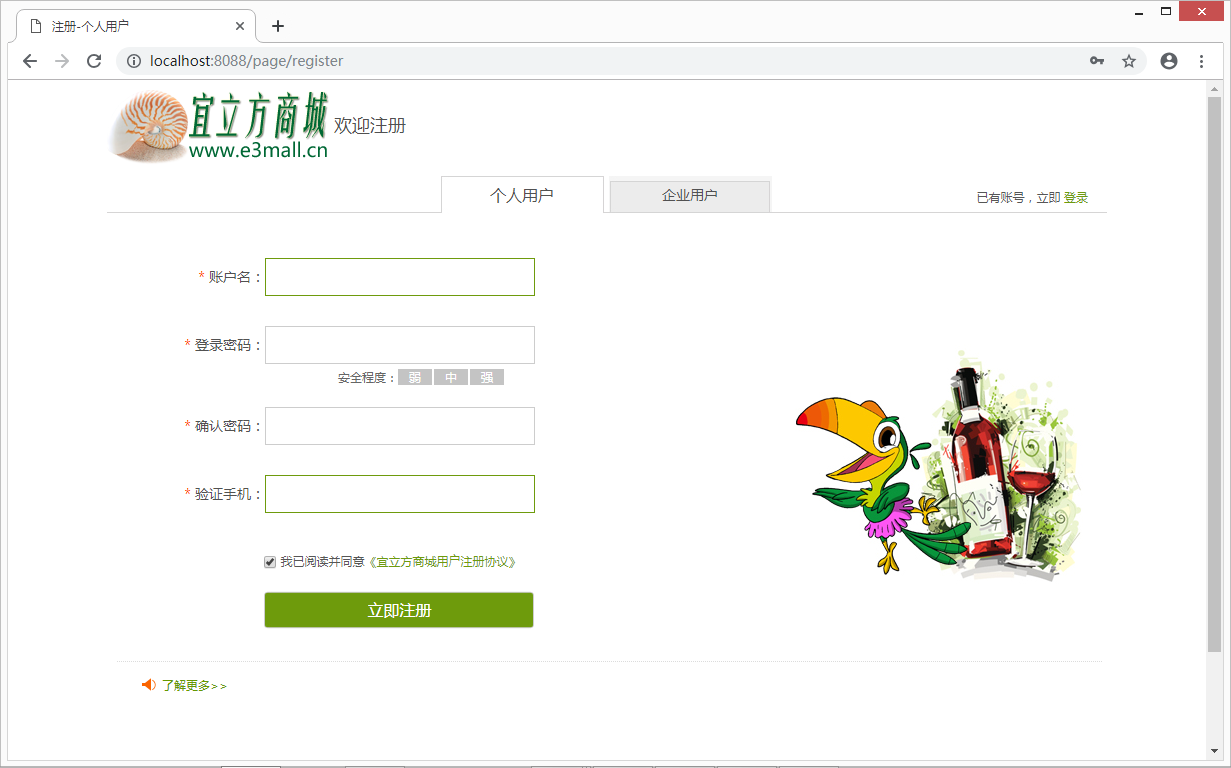 注册-个人用户
localhost:8088/page/register
宜立方商城
www.e3mall.cn
欢迎注册
个人用户
企业用户
已有账号，立即 登录
* 账户名：
* 登录密码：
安全程度： 弱 中 强
* 确认密码：
* 验证手机：
我已阅读并同意《宜立方商城用户注册协议》
立即注册
了解更多>>